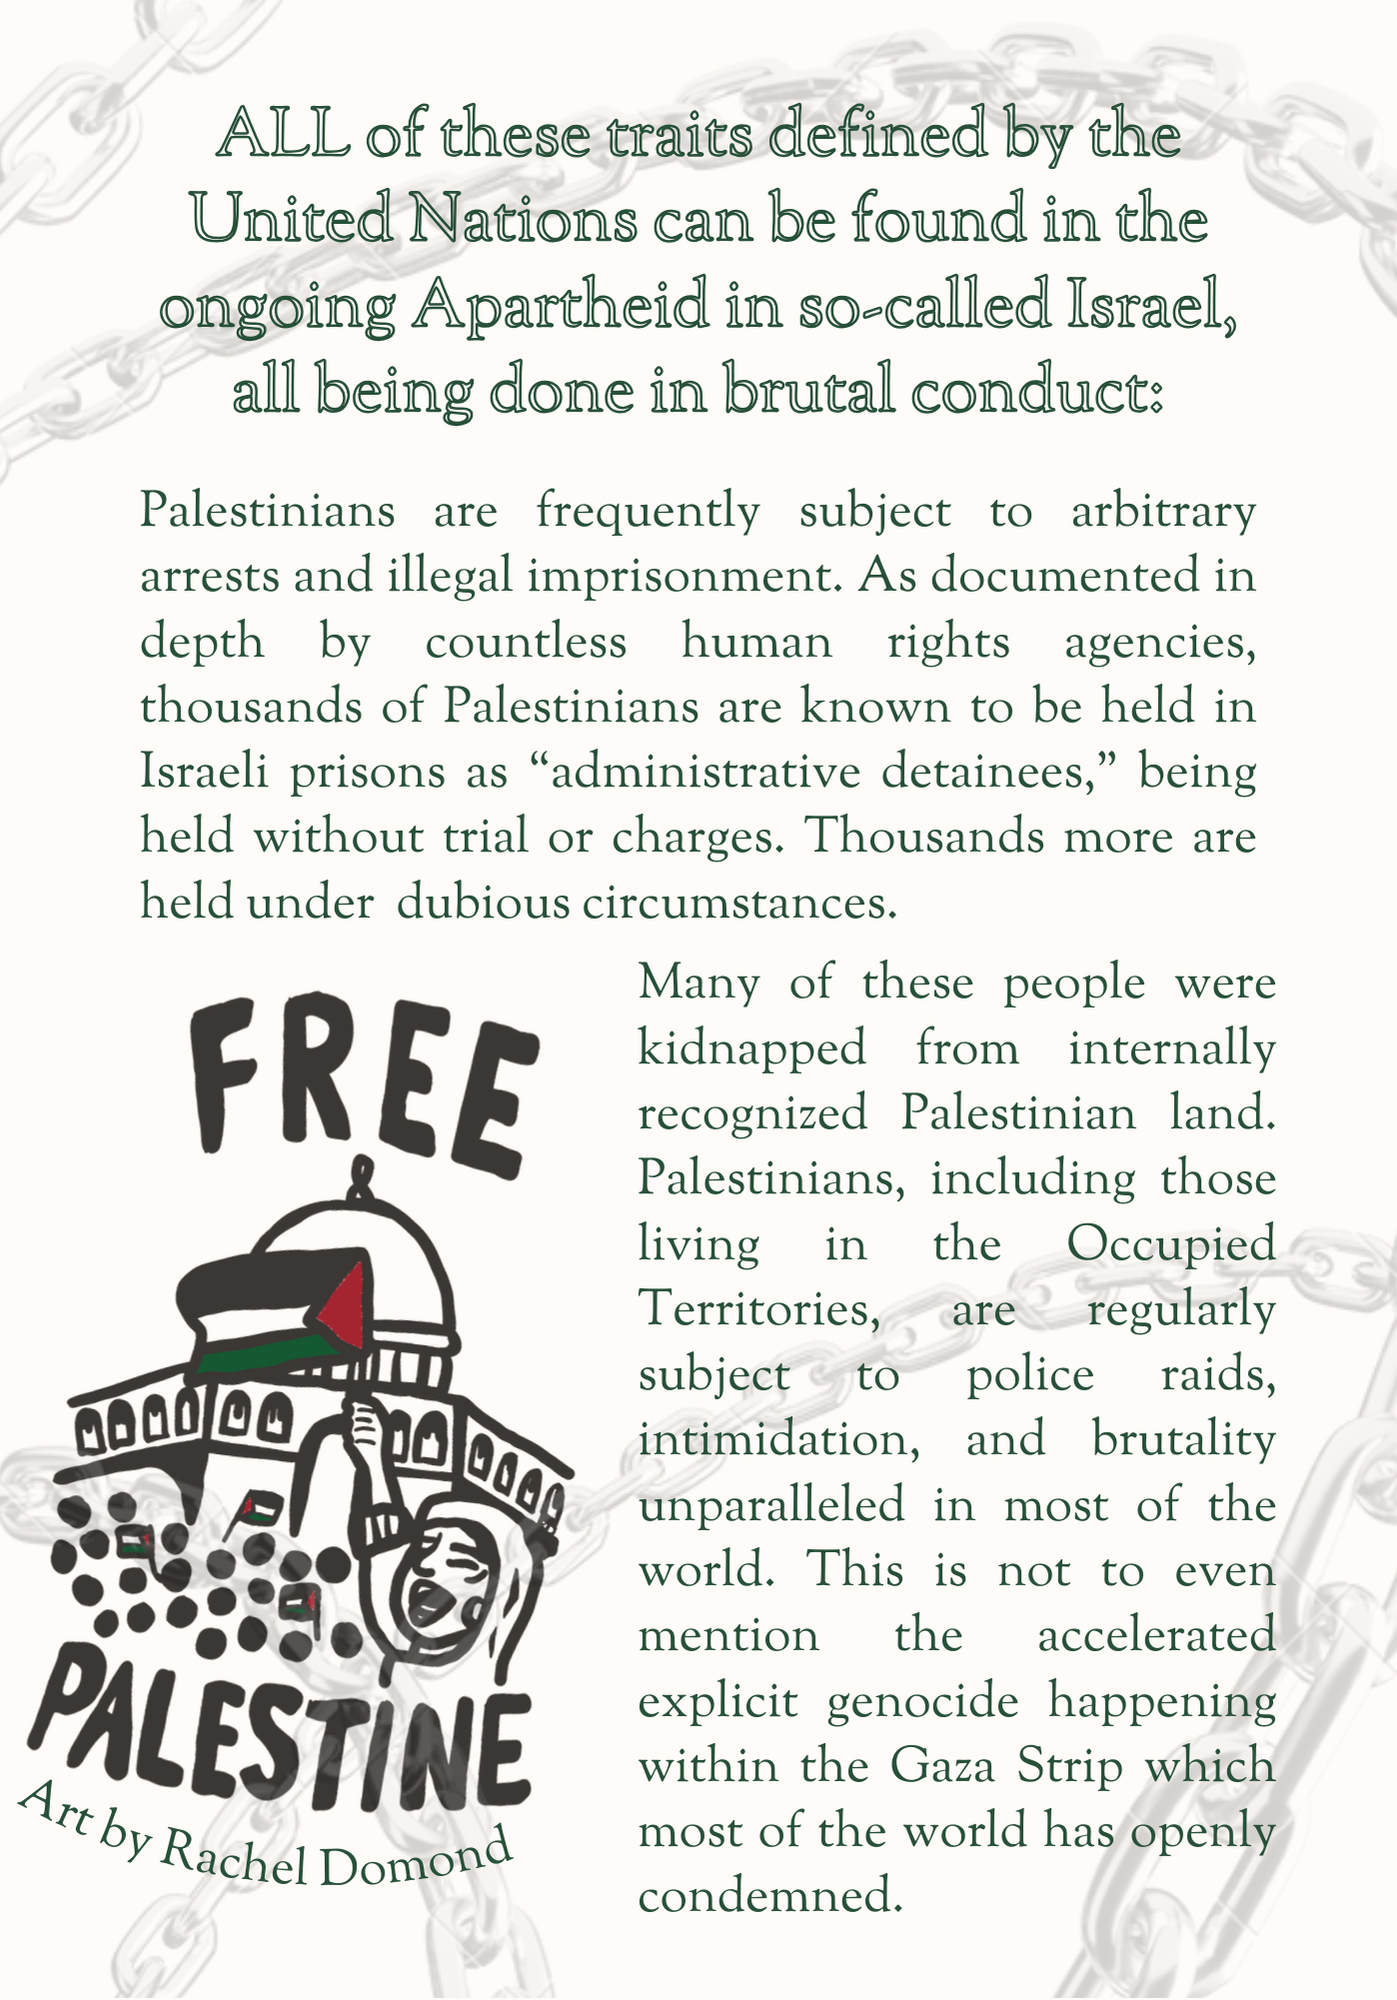 ALL of these traits defined by the
United Nations can be found in the
ongoing Apartheid in so-called Israel,
all being done in brutal conduct:
Palestinians are frequently subject to arbitrary
arrests and illegal imprisonment. As documented in
depth by countless human rights agencies,
thousands of Palestinians are known to be held in
Israeli prisons as “administrative detainees,” being
held without trial or charges. Thousands more are
held under dubious circumstances.
FREE
PALESTINE
Art by Rachel Domond
Many of these people were
kidnapped from internally
recognized Palestinian land.
Palestinians, including those
living in the Occupied
Territories, are regularly
subject to police raids,
intimidation, and brutality
unparalleled in most of the
world. This is not to even
mention the accelerated
explicit genocide happening
within the Gaza Strip which
most of the world has openly
condemned.